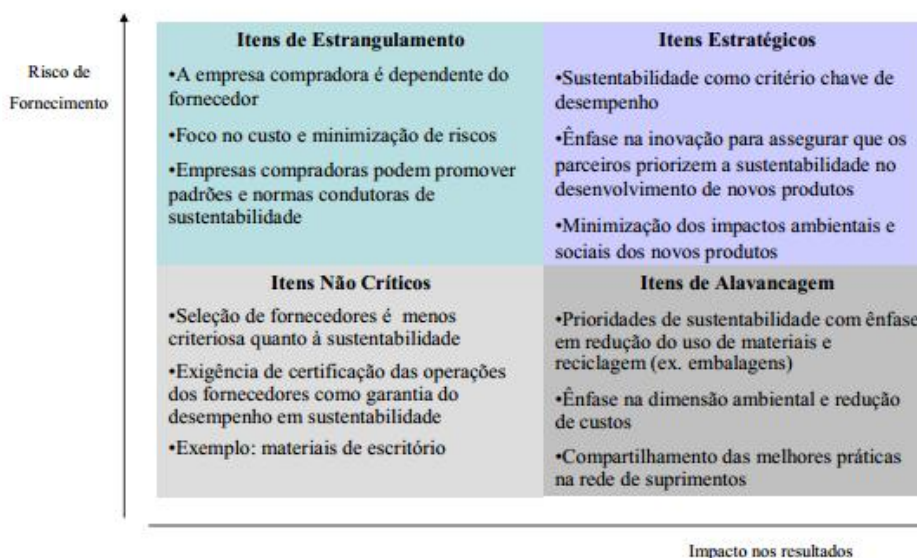 Risco de
Fornecimento
Itens de Estrangulamento
•A empresa compradora é dependente do
fornecedor
•Foco no custo e minimização de riscos
•Empresas compradoras podem promover
padrões e normas condutoras de
sustentabilidade
Itens Estratégicos
•Sustentabilidade como critério chave de
desempenho
•Ênfase na inovação para assegurar que os
parceiros priorizem a sustentabilidade no
desenvolvimento de novos produtos
•Minimização dos impactos ambientais e
sociais dos novos produtos
Itens Não Críticos
•Seleção de fornecedores é menos
criteriosa quanto à sustentabilidade
•Exigência de certificação das operações
dos fornecedores como garantia do
desempenho em sustentabilidade
•Exemplo: materiais de escritório
Itens de Alavancagem
•Prioridades de sustentabilidade com ênfase
em redução do uso de materiais e
reciclagem (ex. embalagens)
•Ênfase na dimensão ambiental e redução
de custos
•Compartilhamento das melhores práticas
na rede de suprimentos
Impacto nos resultados